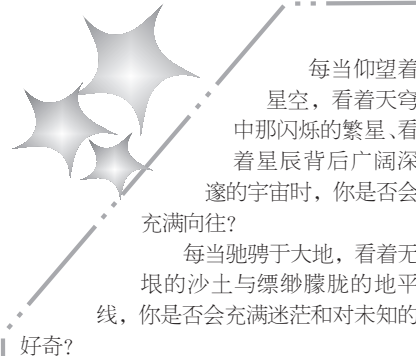 每当仰望着
星空，看着天穹
中那闪烁的繁星、看
着星辰背后广阔深
邃的宇宙时，你是否会
充满向往？
每当驰骋于大地，看着无
垠的沙土与缥缈朦胧的地平
线，你是否会充满迷茫和对未知的
好奇？